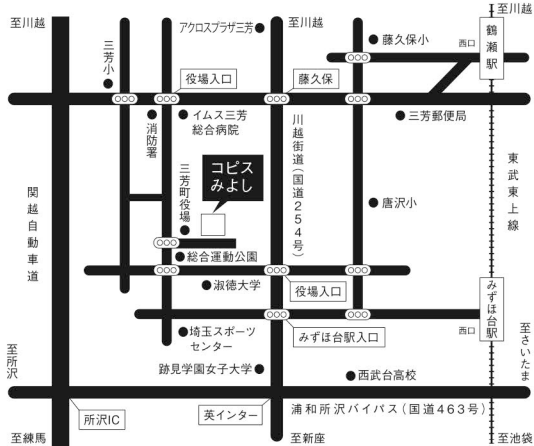 至川越
アクロスプラザ三芳
至川越
至川越
藤久保小
西口
鶴瀬駅
三芳小
役場入口
藤久保
イムス三芳
総合病院
消防署
三芳郵便局
川越街道(国道254号)
コピス
みよし
三芳町役場
関越自動車道
東武東上線
唐沢小
総合運動公園
淑徳大学
役場入口
みずほ台駅
西口
みずほ台駅入口
埼玉スポーツ
センター
至所沢
至さいたま
跡見学園女子大学
西武台高校
所沢IC
英インター
浦和所沢バイパス(国道463号)
至練馬
至新座
至池袋